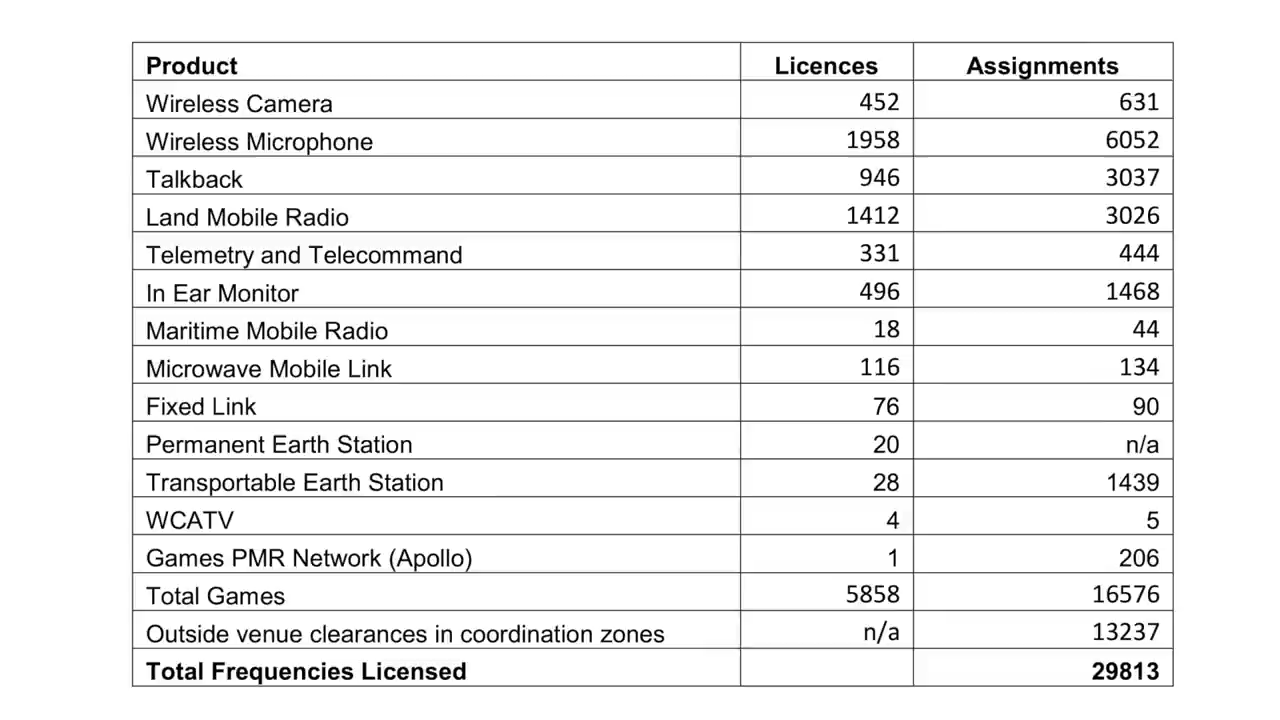 Product Licences Assignments
Wireless Camera 452 631
Wireless Microphone 1958 6052
Talkback 946 3037
Land Mobile Radio 1412 3026
Telemetry and Telecommand 331 444
In Ear Monitor 496 1468
Maritime Mobile Radio 18 44
Microwave Mobile Link 116 134
Fixed Link 76 90
Permanent Earth Station 20 n/a
Transportable Earth Station 28 1439
WCATV 4 5
Games PMR Network (Apollo) 1 206
Total Games 5858 16576
Outside venue clearances in coordination zones n/a 13237
Total Frequencies Licensed 29813